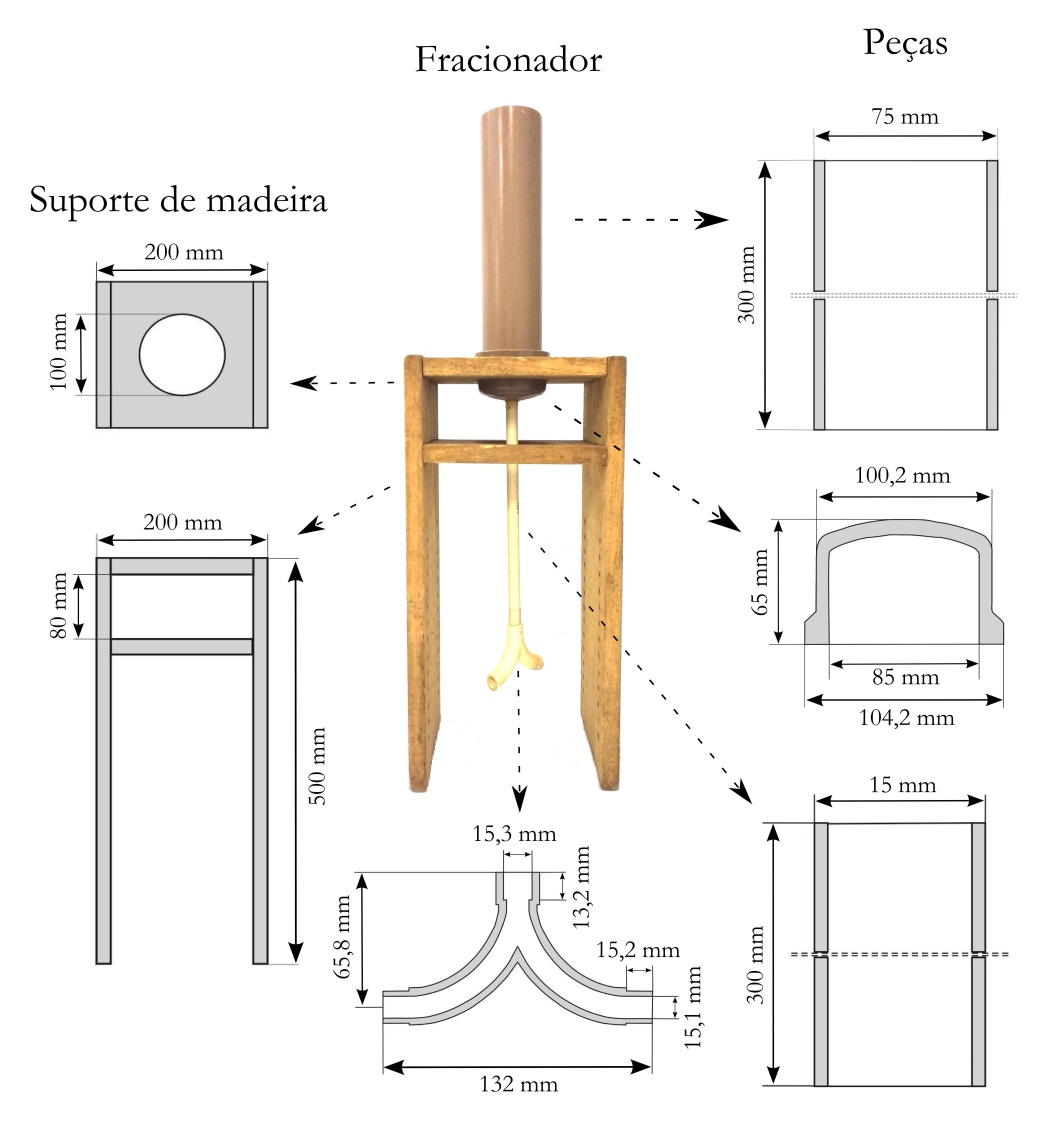 Fracionador
Peças
Suporte de madeira
75 mm
300 mm
200 mm
100 mm
100,2 mm
65 mm
85 mm
104,2 mm
200 mm
80 mm
500 mm
15,3 mm
13,2 mm
65,8 mm
15,2 mm
15,1 mm
132 mm
15 mm
300 mm